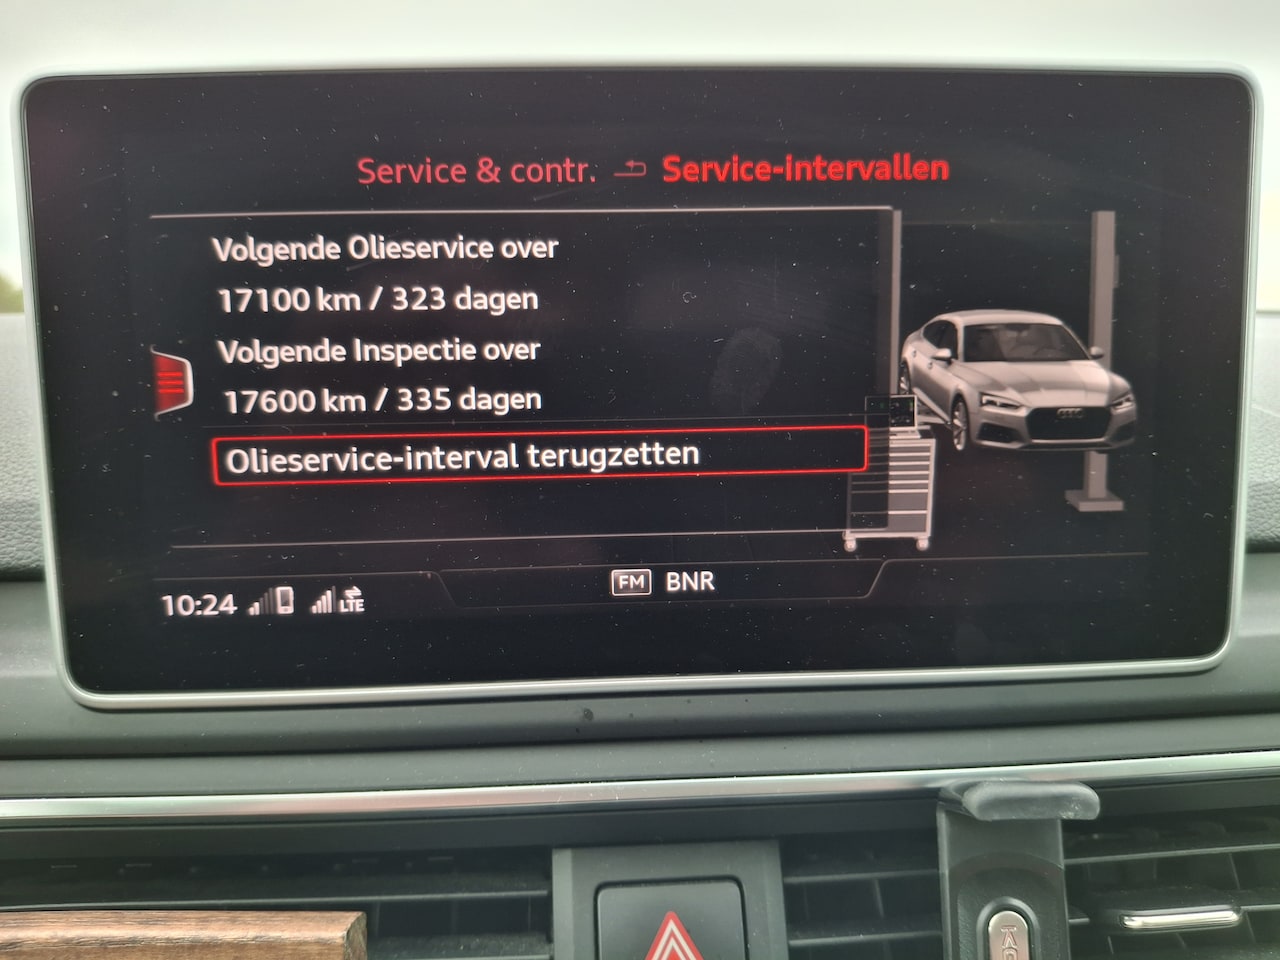 Service & contr. Service-intervallen
Volgende Olieservice over
17100 km / 323 dagen
Volgende Inspectie over
17600 km / 335 dagen
Olieservice-interval terugzetten
10:24 LTE FM BNR